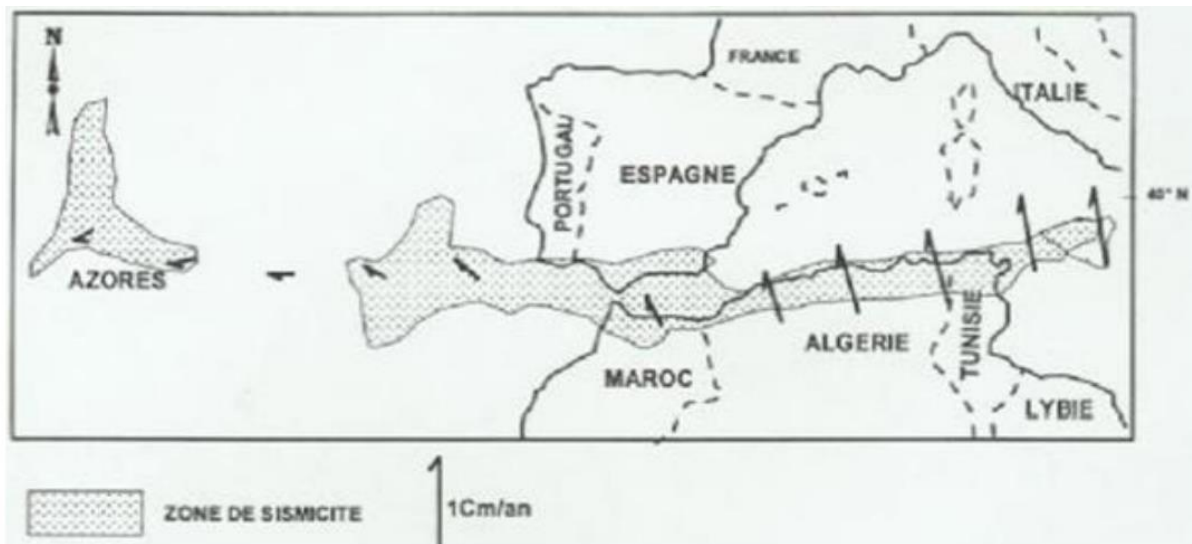 N
FRANCE
ITALIE
PORTUGAL
ESPAGNE
40° N
AZORES
MAROC
ALGERIE
TUNISIE
LYBIE
ZONE DE SISMICITE
1Cm/an